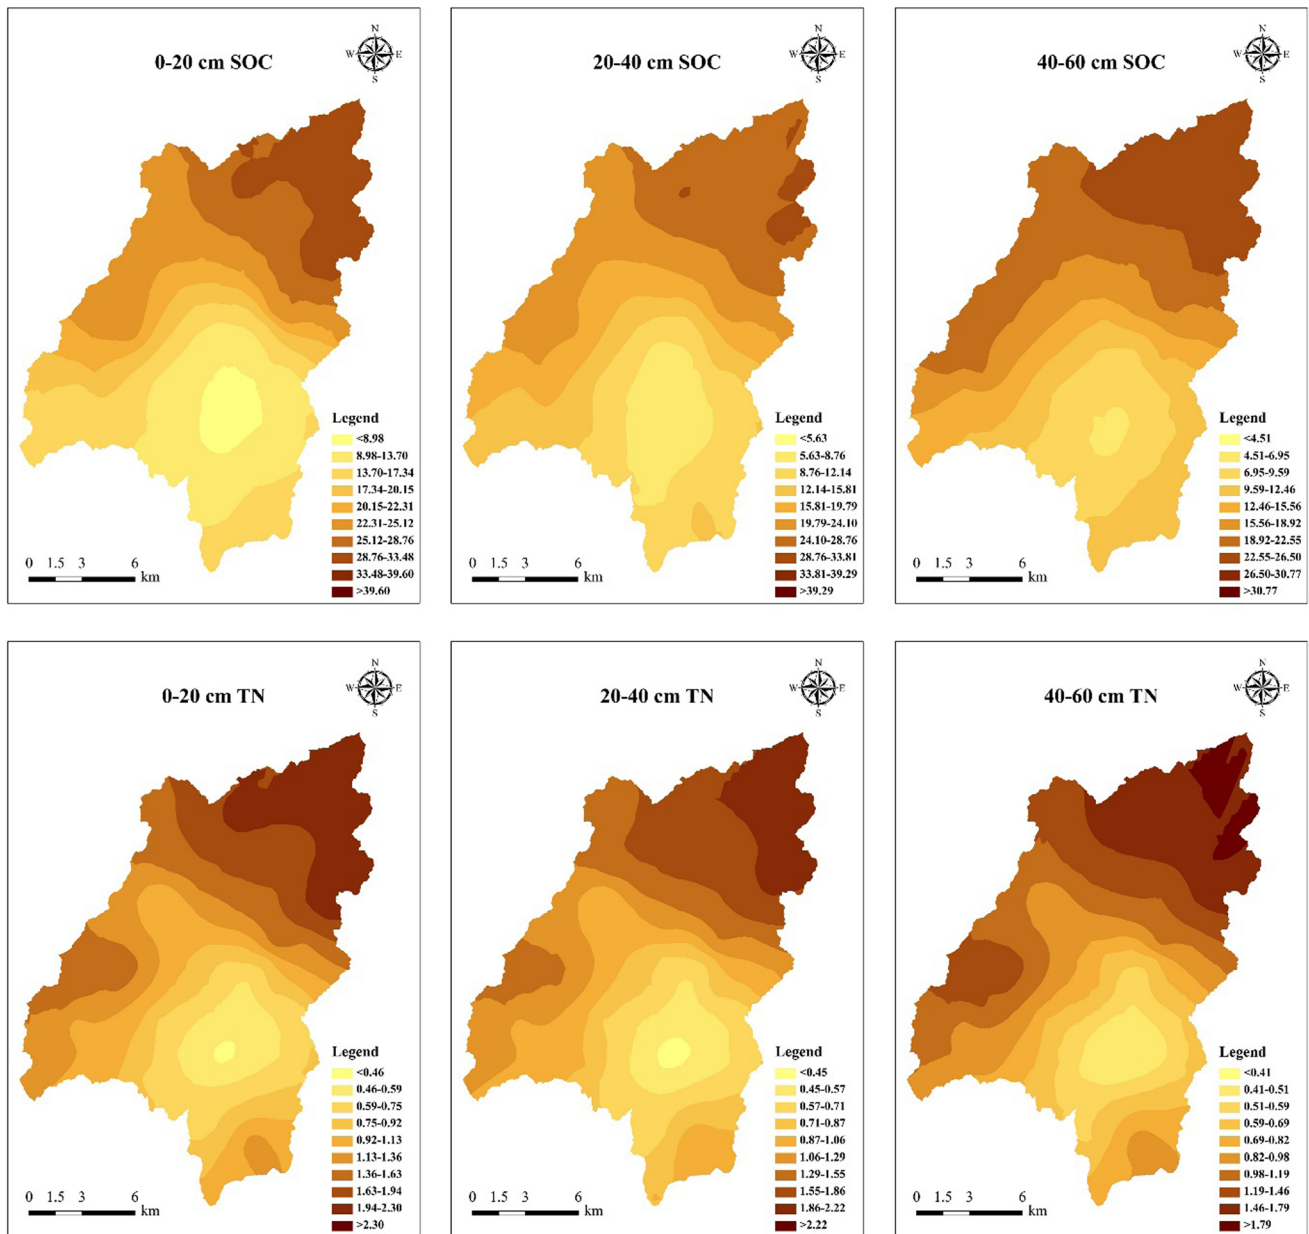 0-20 cm SOC
N
W
E
S
Legend
<8.98
8.98-13.70
13.70-17.34
17.34-20.15
20.15-22.31
22.31-25.12
25.12-28.76
28.76-33.48
33.48-39.60
>39.60
0 1.5 3 6
km
20-40 cm SOC
N
W
E
S
Legend
<5.63
5.63-8.76
8.76-12.14
12.14-15.81
15.81-19.79
19.79-24.10
24.10-28.76
28.76-33.81
33.81-39.29
>39.29
0 1.5 3 6
km
40-60 cm SOC
N
W
E
S
Legend
<4.51
4.51-6.95
6.95-9.59
9.59-12.46
12.46-15.56
15.56-18.92
18.92-22.55
22.55-26.50
26.50-30.77
>30.77
0 1.5 3 6
km
0-20 cm TN
N
W
E
S
Legend
<0.46
0.46-0.59
0.59-0.75
0.75-0.92
0.92-1.13
1.13-1.36
1.36-1.63
1.63-1.94
1.94-2.30
>2.30
0 1.5 3 6
km
20-40 cm TN
N
W
E
S
Legend
<0.45
0.45-0.57
0.57-0.71
0.71-0.87
0.87-1.06
1.06-1.29
1.29-1.55
1.55-1.86
1.86-2.22
>2.22
0 1.5 3 6
km
40-60 cm TN
N
W
E
S
Legend
<0.41
0.41-0.51
0.51-0.59
0.59-0.69
0.69-0.82
0.82-0.98
0.98-1.19
1.19-1.46
1.46-1.79
>1.79
0 1.5 3 6
km